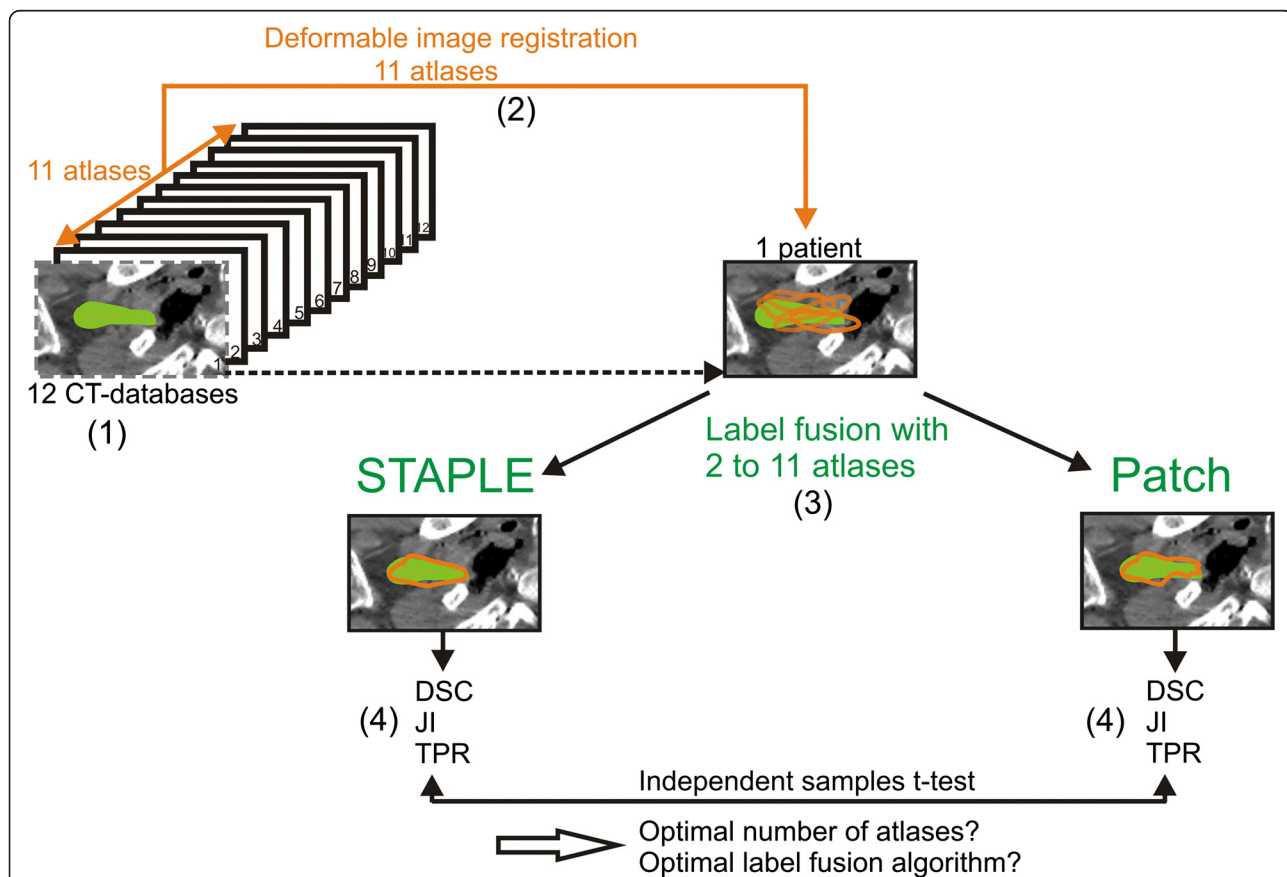 Deformable image registration
11 atlases
(2)
11 atlases
1
2
3
4
5
6
7
8
9
10
11
12
12 CT-databases
(1)
1 patient
Label fusion with
2 to 11 atlases
(3)
STAPLE
Patch
(4)
DSC
JI
TPR
(4)
DSC
JI
TPR
Independent samples t-test
Optimal number of atlases?
Optimal label fusion algorithm?